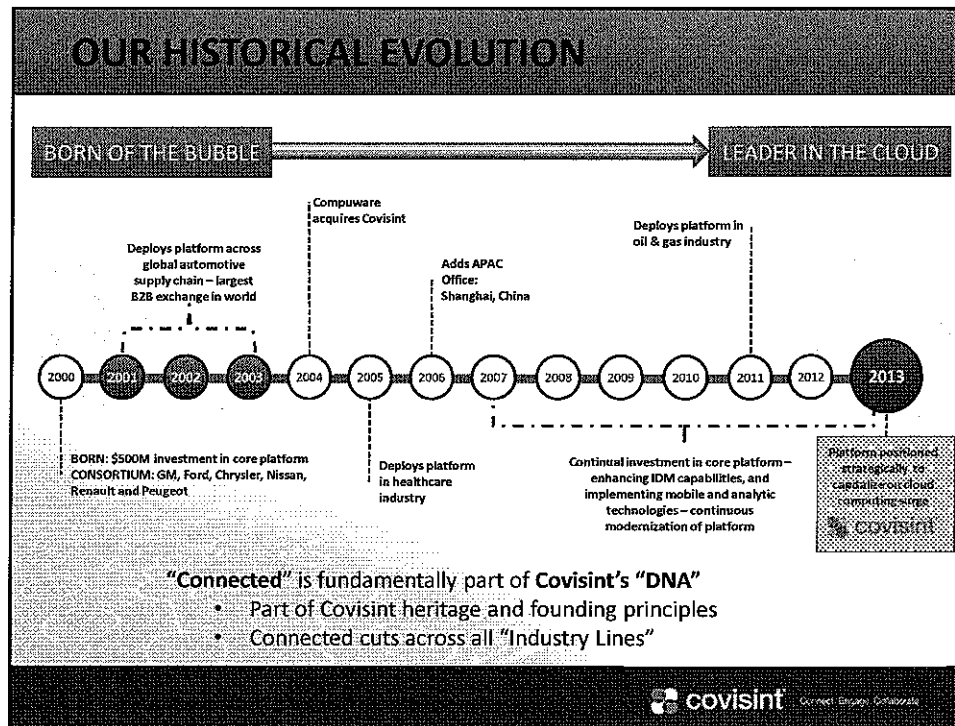 OUR HISTORICAL EVOLUTION
BORN OF THE BUBBLE
LEADER IN THE CLOUD
Compuware
acquires Covisint
Deploys platform in
oil & gas industry
Deploys platform across
global automotive
supply chain – largest
B2B exchange in world
Adds APAC
Office:
Shanghai, China
2000
2001
2002
2003
2004
2005
2006
2007
2008
2009
2010
2011
2012
2013
BORN: $500M investment in core platform
CONSORTIUM: GM, Ford, Chrysler, Nissan,
Renault and Peugeot
Deploys platform
in healthcare
industry
Continual investment in core platform –
enhancing IDM capabilities, and
implementing mobile and analytic
technologies – continuous
modernization of platform
Platform positioned
strategically to
capitalize on cloud
computing surge
covisint
"Connected" is fundamentally part of Covisint's "DNA"
• Part of Covisint heritage and founding principles
• Connected cuts across all "Industry Lines"
covisint
Connect. Engage. Collaborate.